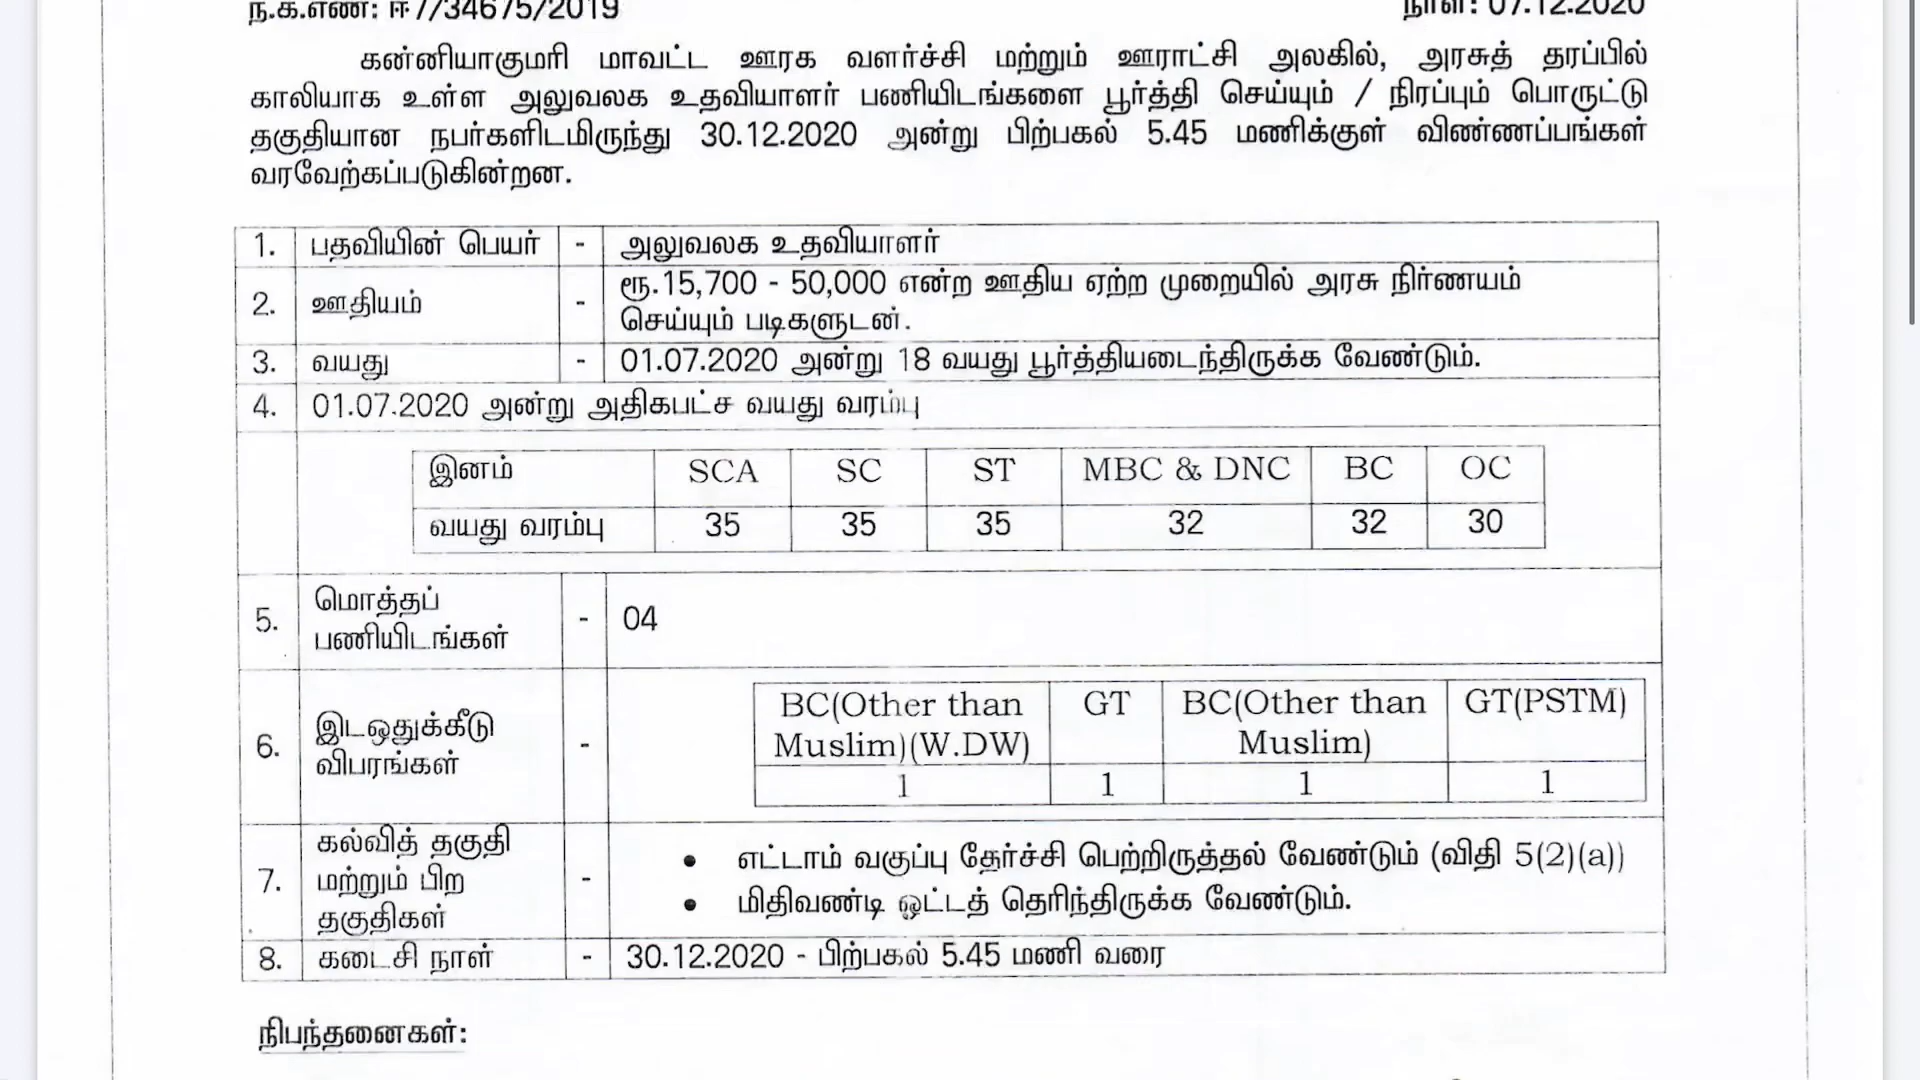 ந.க.எண்: ஈ7/34675/2019 நாள்: 07.12.2020
கன்னியாகுமரி மாவட்ட ஊரக வளர்ச்சி மற்றும் ஊராட்சி அலகில், அரசுத் தரப்பில்
காலியாக உள்ள அலுவலக உதவியாளர் பணியிடங்களை பூர்த்தி செய்யும் / நிரப்பும் பொருட்டு
தகுதியான நபர்களிடமிருந்து 30.12.2020 அன்று பிற்பகல் 5.45 மணிக்குள் விண்ணப்பங்கள்
வரவேற்கப்படுகின்றன.
1. பதவியின் பெயர் - அலுவலக உதவியாளர்
2. ஊதியம் - ரூ.15,700 - 50,000 என்ற ஊதிய ஏற்ற முறையில் அரசு நிர்ணயம்
செய்யும் படிகளுடன்.
3. வயது - 01.07.2020 அன்று 18 வயது பூர்த்தியடைந்திருக்க வேண்டும்.
4. 01.07.2020 அன்று அதிகபட்ச வயது வரம்பு
இனம் SCA SC ST MBC & DNC BC OC
வயது வரம்பு 35 35 35 32 32 30
5. மொத்தப்
பணியிடங்கள் - 04
6. இடஒதுக்கீடு
விபரங்கள் -
BC(Other than
Muslim)(W.DW) GT BC(Other than
Muslim) GT(PSTM)
1 1 1 1
7. கல்வித் தகுதி
மற்றும் பிற
தகுதிகள் -
• எட்டாம் வகுப்பு தேர்ச்சி பெற்றிருத்தல் வேண்டும் (விதி 5(2)(a))
• மிதிவண்டி ஓட்டத் தெரிந்திருக்க வேண்டும்.
8. கடைசி நாள் - 30.12.2020 - பிற்பகல் 5.45 மணி வரை
நிபந்தனைகள்: